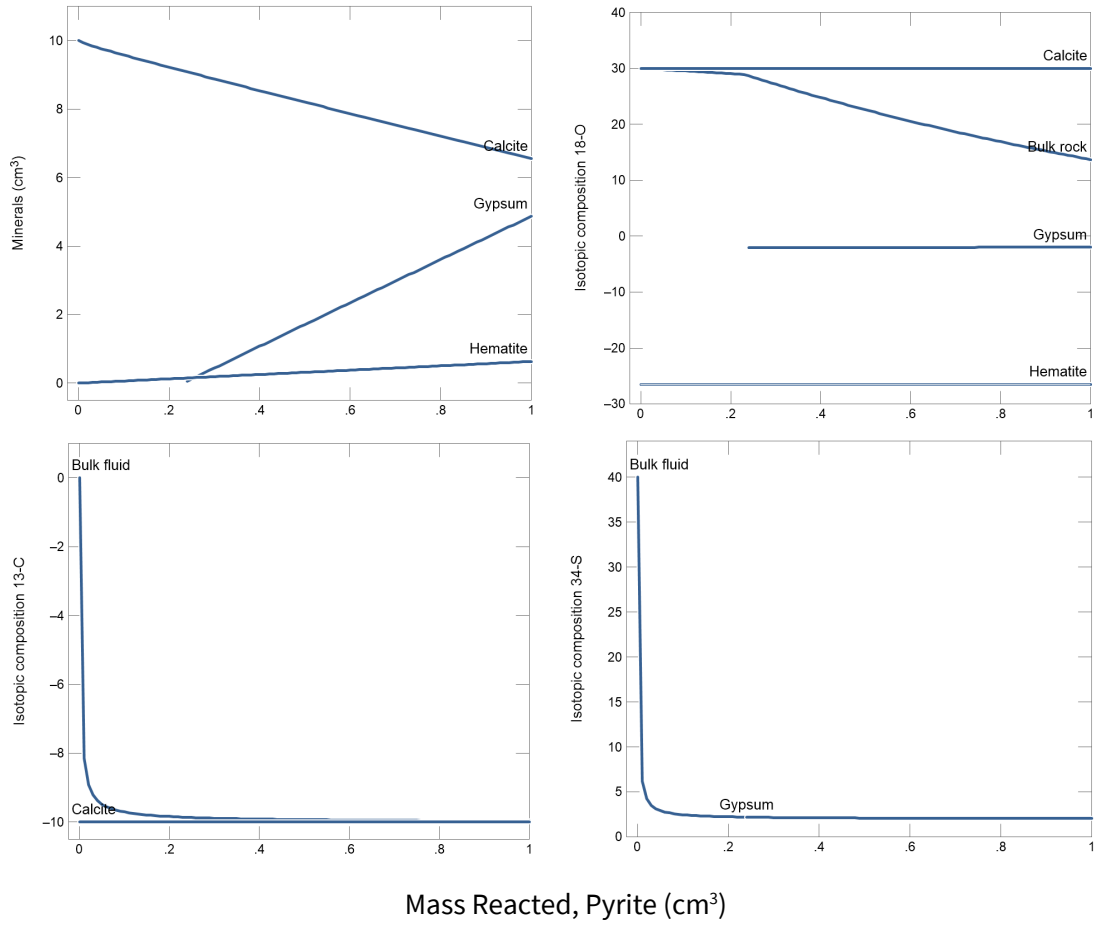 Minerals (cm³)
10
8
6
4
2
0
Calcite
Gypsum
Hematite
0 .2 .4 .6 .8 1
Isotopic composition 18-O
40
30
20
10
0
–10
–20
–30
Calcite
Bulk rock
Gypsum
Hematite
0 .2 .4 .6 .8 1
Isotopic composition 13-C
Bulk fluid
0
–2
–4
–6
–8
–10
Calcite
0 .2 .4 .6 .8 1
Isotopic composition 34-S
Bulk fluid
40
35
30
25
20
15
10
5
0
Gypsum
0 .2 .4 .6 .8 1
Mass Reacted, Pyrite (cm³)